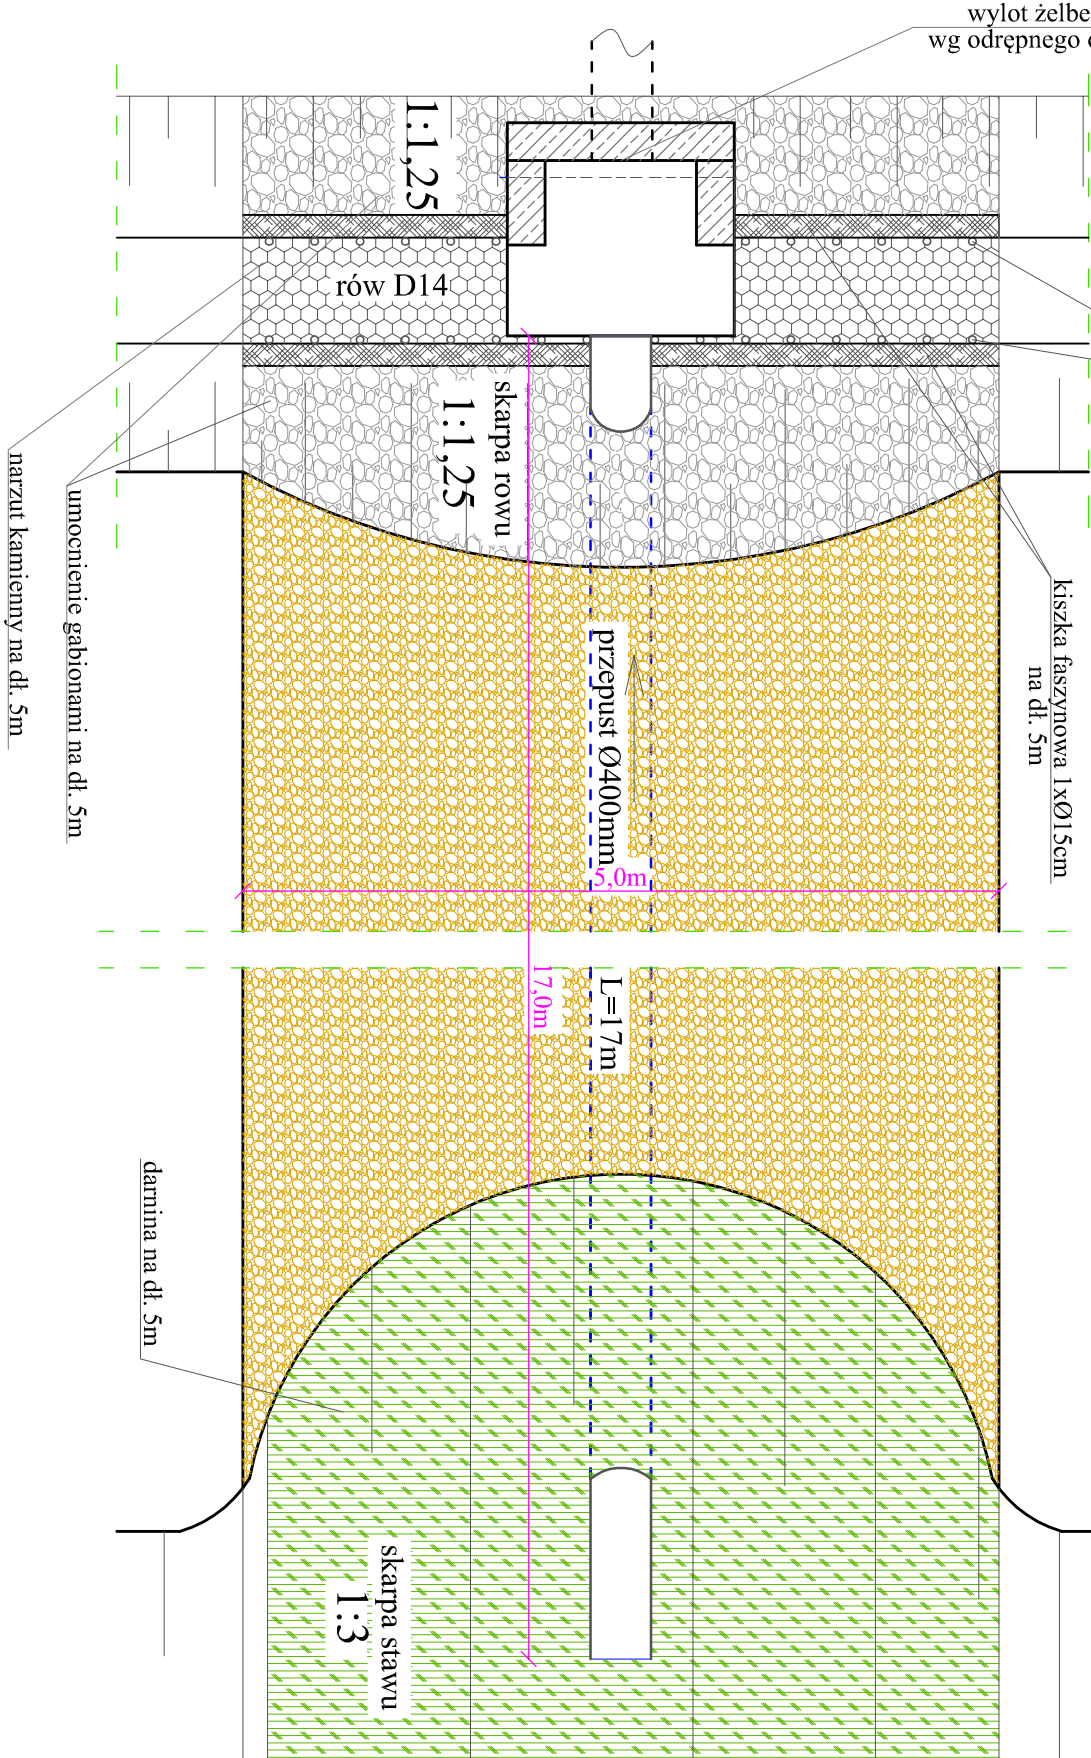 wylot żelbe
wg odrępnego
1:1,25
rów D14
skarpa rowu
1:1,25
narzut kamienny na dł. 5m
umocnienie gabionami na dł. 5m
kiszka faszynowa 1xØ15cm
na dł. 5m
przepust Ø400mm
5,0m
17,0m
L=17m
darnina na dł. 5m
skarpa stawu
1:3